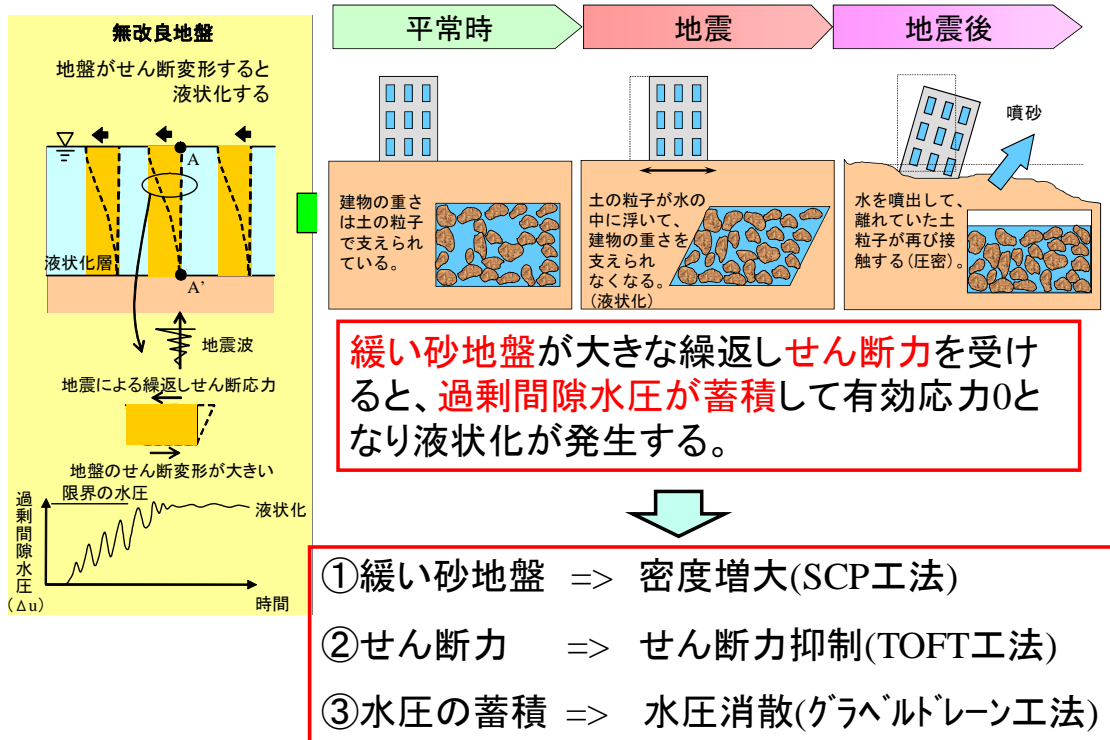 無改良地盤
地盤がせん断変形すると
液状化する
A
液状化層
A'
地震波
地震による繰返しせん断応力
地盤のせん断変形が大きい
限界の水圧
過剰間隙水圧
(Δu)
液状化
時間
平常時
地震
地震後
建物の重さ
は土の粒子
で支えられ
ている。
土の粒子が水の
中に浮いて、
建物の重さを
支えられ
なくなる。
(液状化)
噴砂
水を噴出して、
離れていた土
粒子が再び接
触する(圧密)。
緩い砂地盤が大きな繰返しせん断力を受け
ると、過剰間隙水圧が蓄積して有効応力0と
なり液状化が発生する。
①緩い砂地盤 => 密度増大(SCP工法)
②せん断力 => せん断力抑制(TOFT工法)
③水圧の蓄積 => 水圧消散(グラベルドレーン工法)